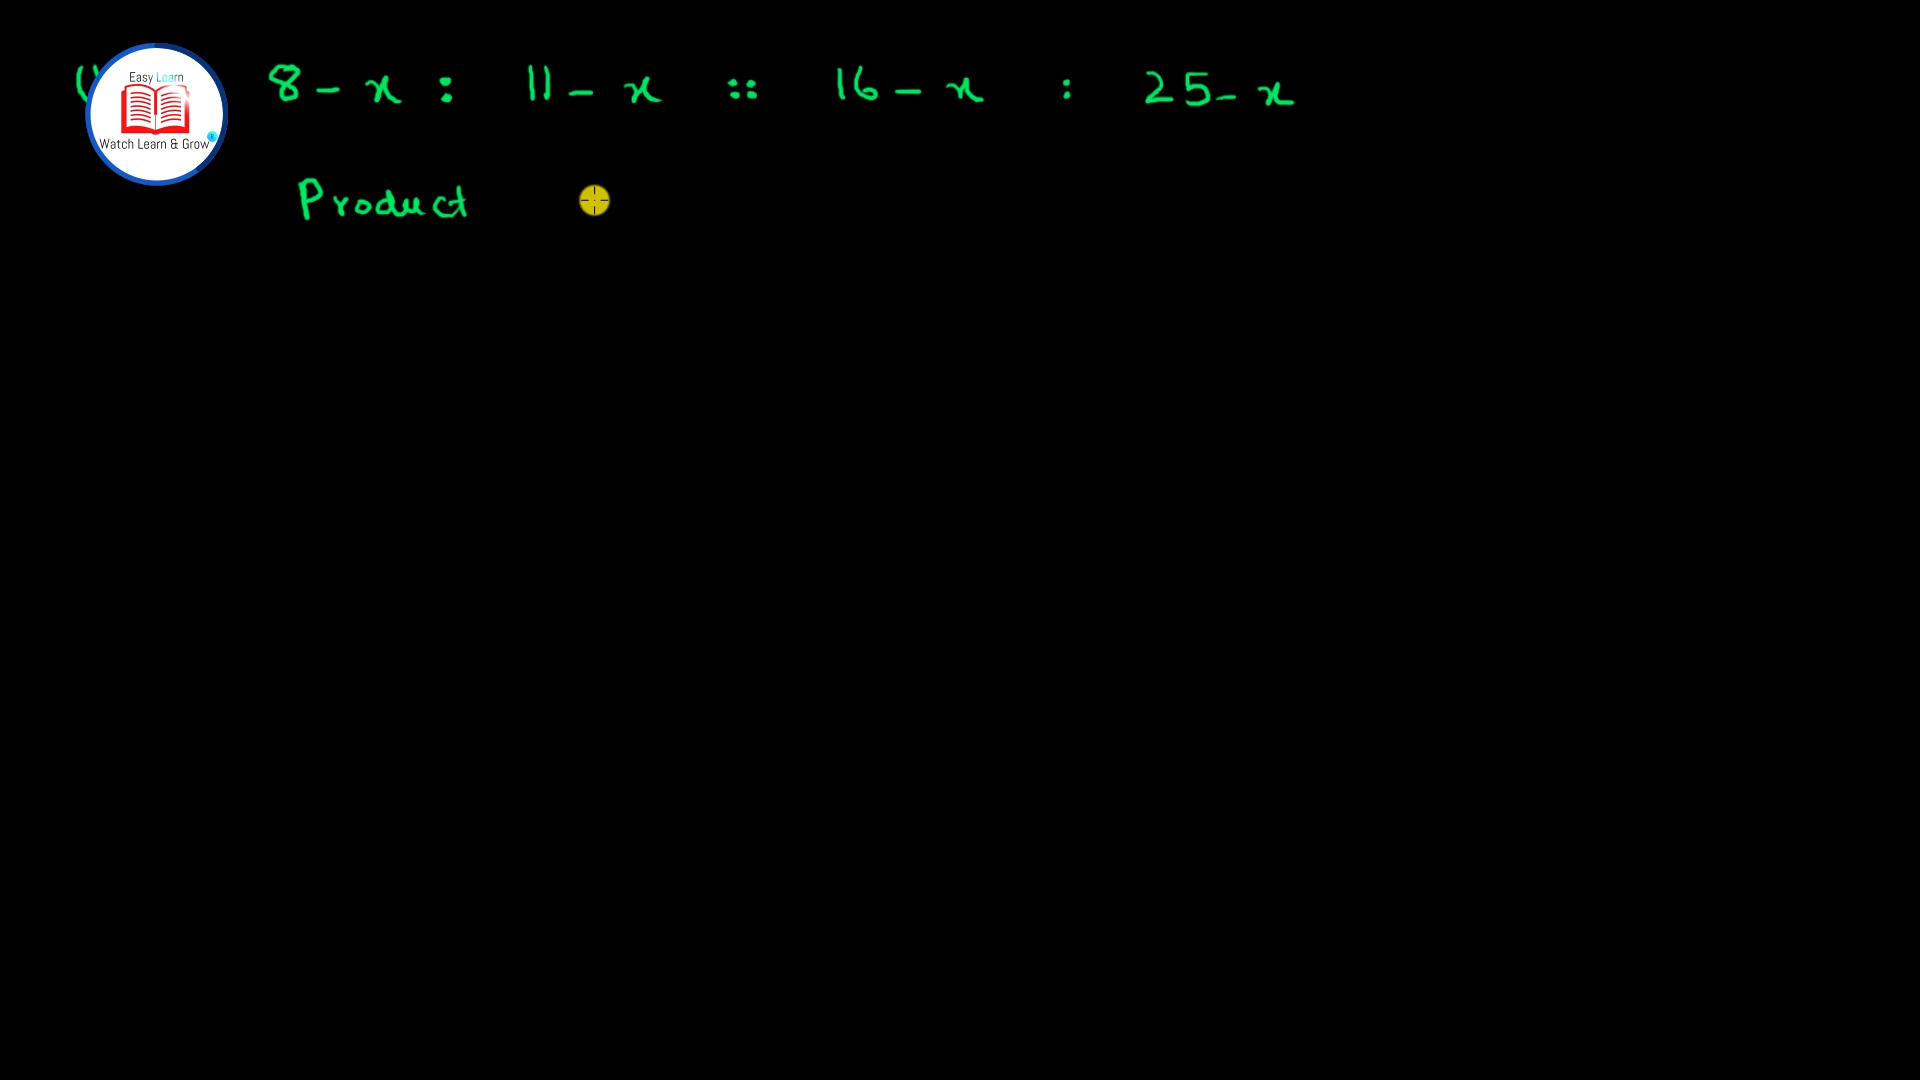 8 - x : 11 - x :: 16 - x : 25 - x
Easy Learn
Watch Learn & Grow
Product